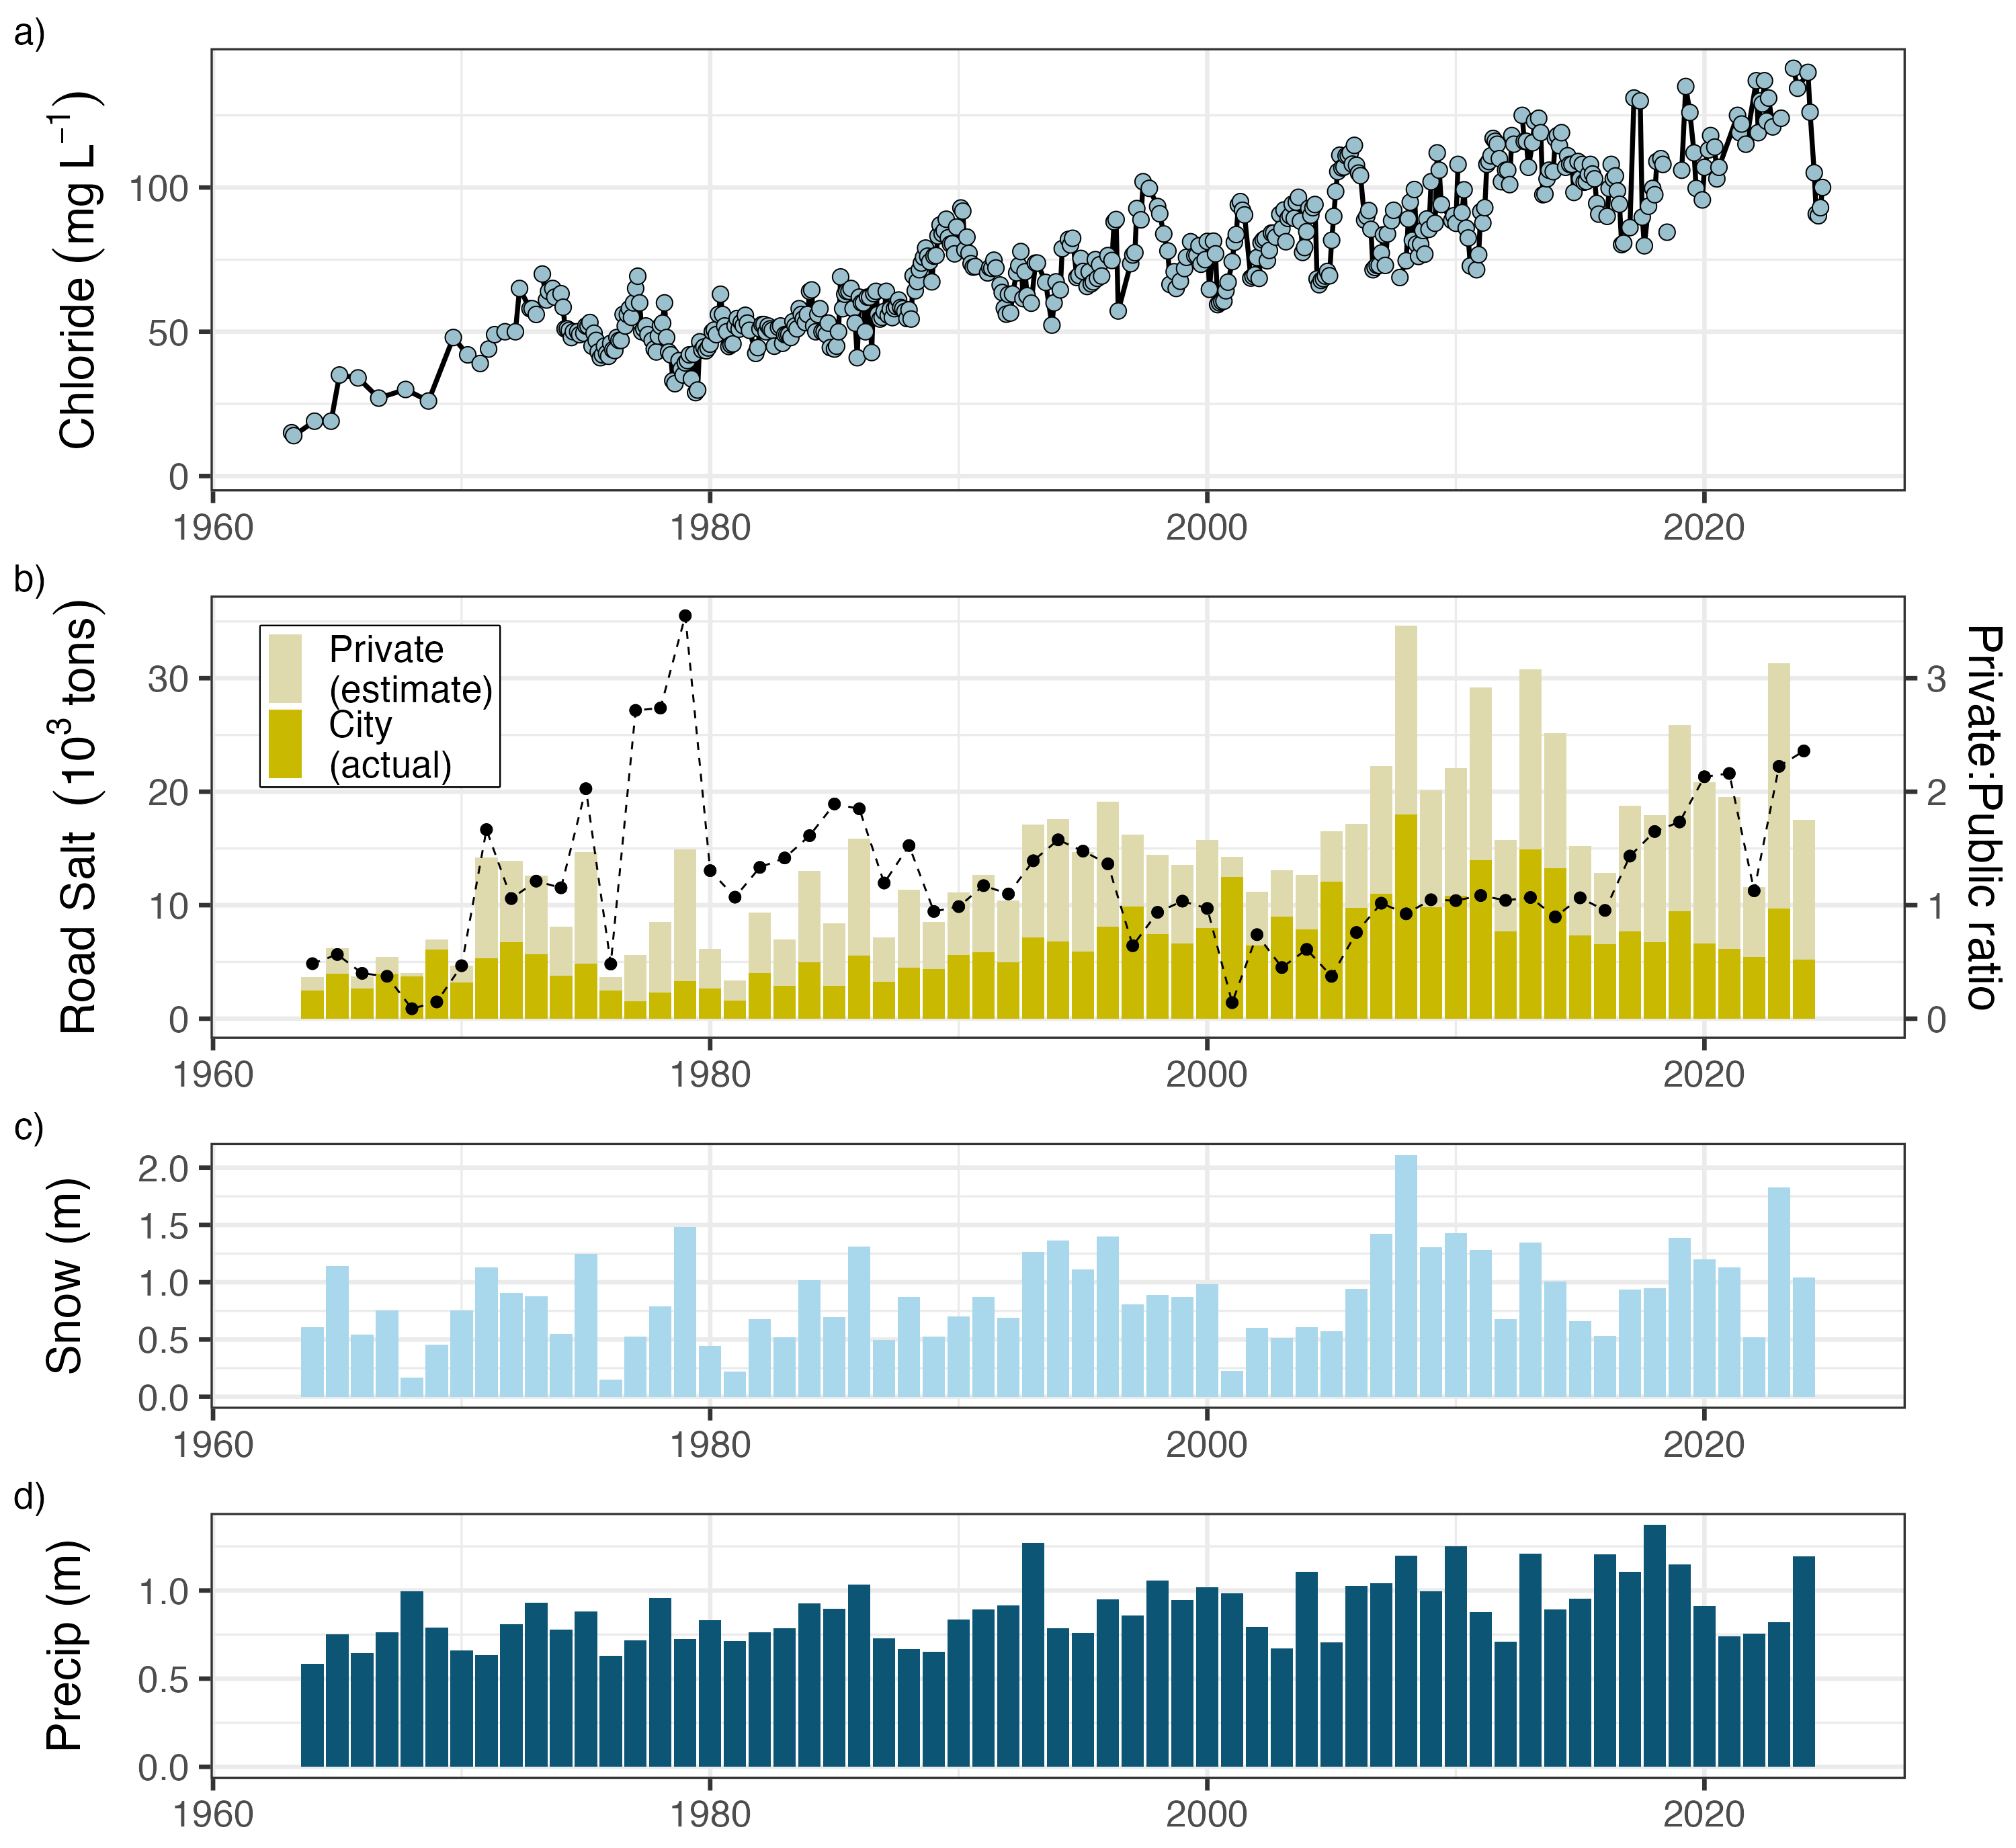 a)
Chloride (mg L⁻¹)
100
50
0
1960 1980 2000 2020
b)
Road Salt (10³ tons)
Private
(estimate)
City
(actual)
30
20
10
0
3
2
1
0
Private:Public ratio
1960 1980 2000 2020
c)
Snow (m)
2.0
1.5
1.0
0.5
0.0
1960 1980 2000 2020
d)
Precip (m)
1.0
0.5
0.0
1960 1980 2000 2020